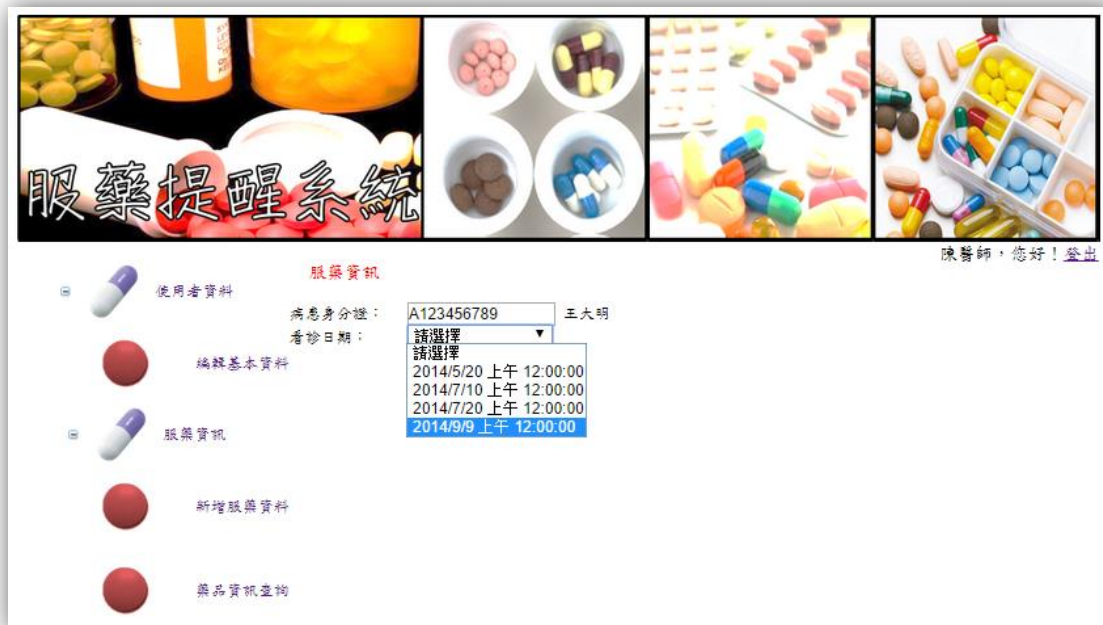 服藥提醒系統
陳醫師，您好！登出
使用者資料
編輯基本資料
服藥資訊
新增服藥資料
藥品資訊查詢
服藥資訊
病患身分證： A123456789 王大明
看診日期： 請選擇
請選擇
2014/5/20 上午 12:00:00
2014/7/10 上午 12:00:00
2014/7/20 上午 12:00:00
2014/9/9 上午 12:00:00